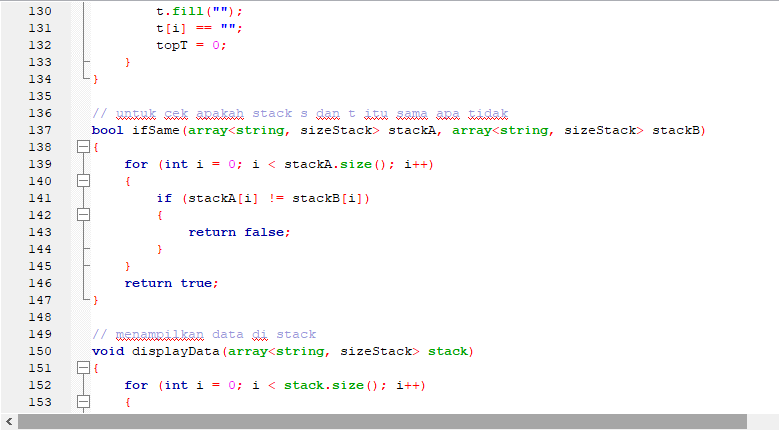 130 t.fill("");
131 t[i] == "";
132 topT = 0;
133 }
134 }
135
136 // untuk cek apakah stack s dan t itu sama apa tidak
137 bool ifSame(array<string, sizeStack> stackA, array<string, sizeStack> stackB)
138 {
139 for (int i = 0; i < stackA.size(); i++)
140 {
141 if (stackA[i] != stackB[i])
142 {
143 return false;
144 }
145 }
146 return true;
147 }
148
149 // menampilkan data di stack
150 void displayData(array<string, sizeStack> stack)
151 {
152 for (int i = 0; i < stack.size(); i++)
153 {